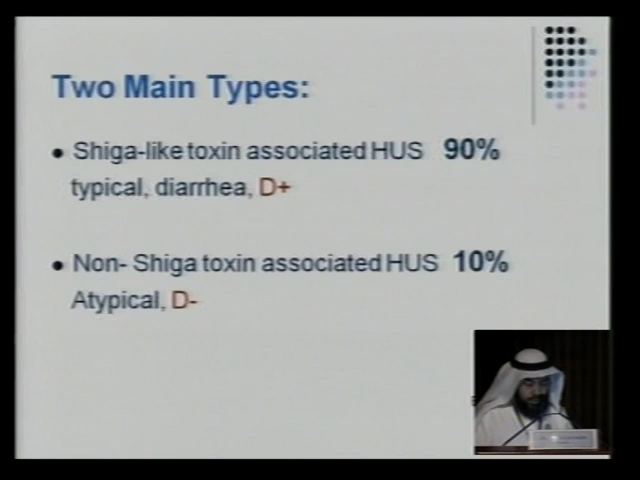 Two Main Types:
• Shiga-like toxin associated HUS 90%
typical, diarrhea, D+
• Non- Shiga toxin associated HUS 10%
Atypical, D-